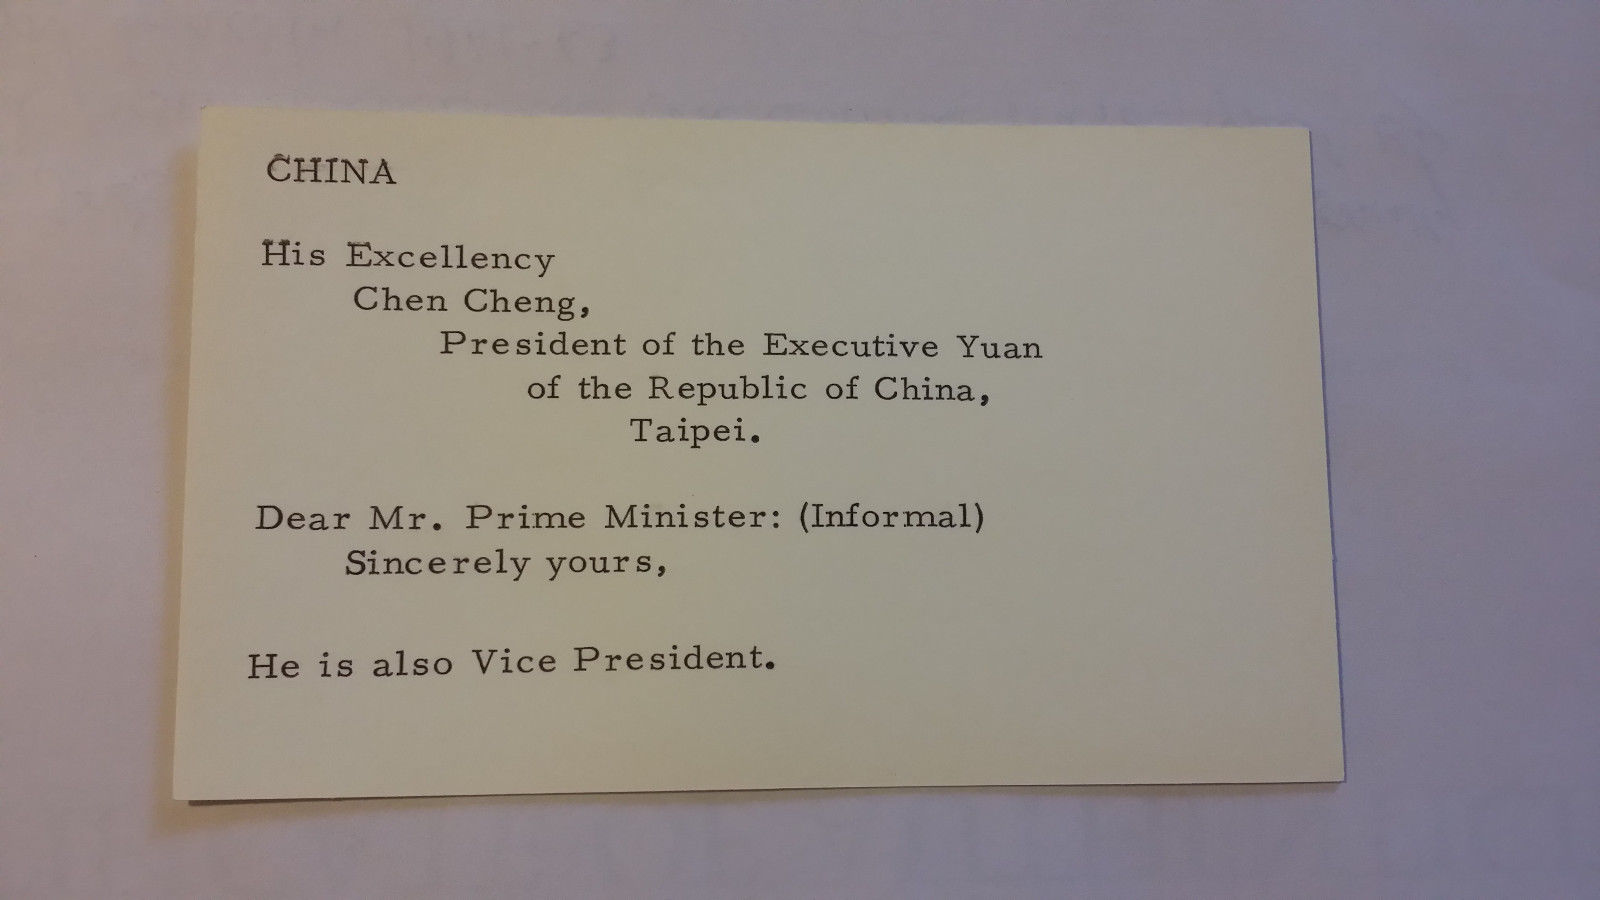 CHINA
His Excellency
Chen Cheng,
President of the Executive Yuan
of the Republic of China,
Taipei.
Dear Mr. Prime Minister: (Informal)
Sincerely yours,
He is also Vice President.